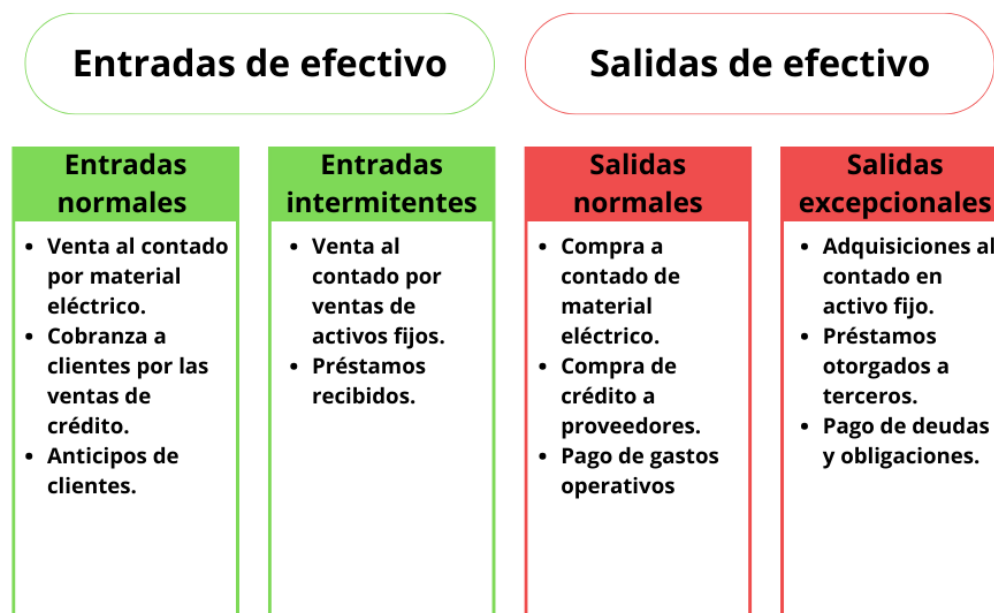 Entradas de efectivo
Salidas de efectivo
Entradas
normales
• Venta al contado
por material
eléctrico.
• Cobranza a
clientes por las
ventas de
crédito.
• Anticipos de
clientes.
Entradas
intermitentes
• Venta al
contado por
ventas de
activos fijos.
• Préstamos
recibidos.
Salidas
normales
• Compra a
contado de
material
eléctrico.
• Compra de
crédito a
proveedores.
• Pago de gastos
operativos
Salidas
excepcionales
• Adquisiciones al
contado en
activo fijo.
• Préstamos
otorgados a
terceros.
• Pago de deudas
y obligaciones.